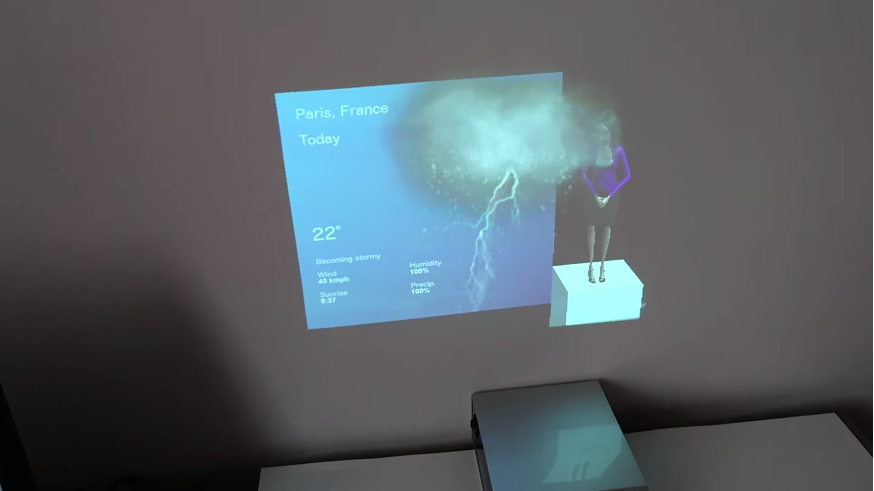 Paris, France
Today
22°
Becoming stormy
Wind
40 kmph
Humidity
100%
Sunrise
5:37
Precip.
100%